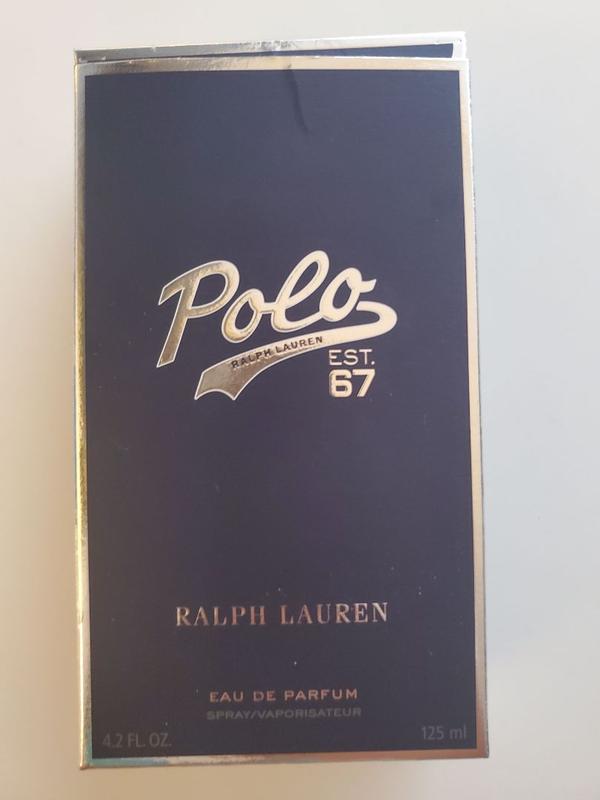 Polo
RALPH LAUREN
EST.
67
RALPH LAUREN
EAU DE PARFUM
SPRAY/VAPORISATEUR
4.2 FL. OZ. 125 ml